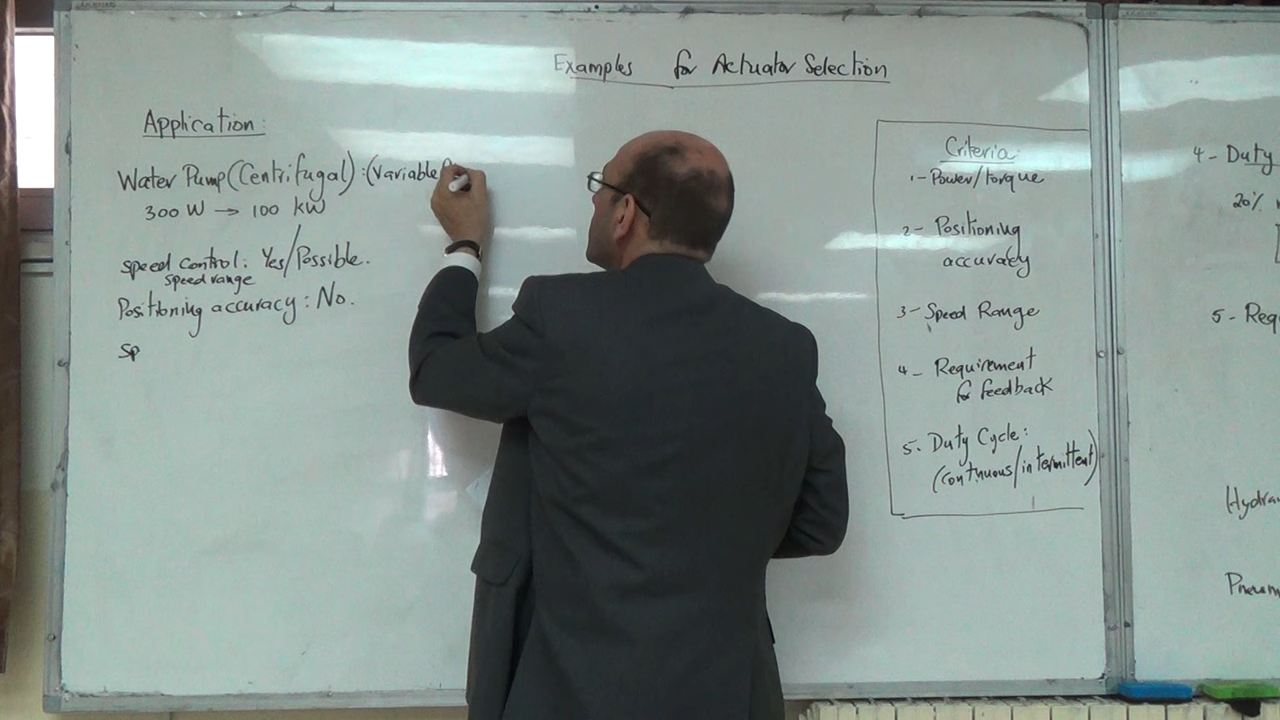 Examples for Actuator Selection
Application:
Water Pump (Centrifugal) : (Variable
300 W → 100 kW
speed control: Yes/Possible.
speed range
Positioning accuracy : No.
Sp
Criteria:
1- Power/torque
2- Positioning
accuracy
3- Speed Range
4- Requirement
for feedback
5. Duty Cycle:
(continuous/intermittent)
4- Duty
20%
5- Req
Hydrau
Pneum